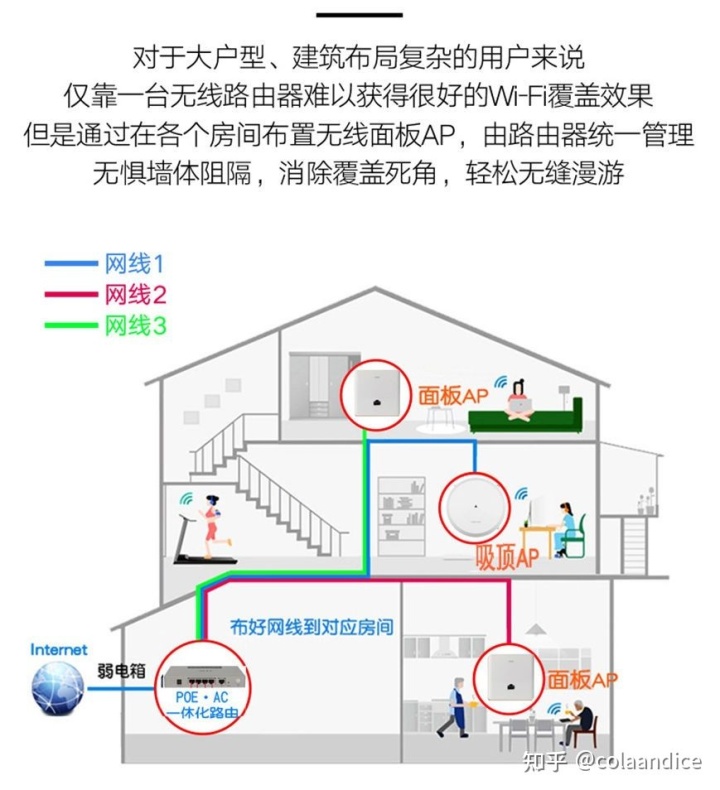 对于大户型、建筑布局复杂的用户来说
仅靠一台无线路由器难以获得很好的Wi-Fi覆盖效果
但是通过在各个房间布置无线面板AP，由路由器统一管理
无惧墙体阻隔，消除覆盖死角，轻松无缝漫游
网线1
网线2
网线3
面板AP
吸顶AP
布好网线到对应房间
Internet
弱电箱
POE·AC
一体化路由
面板AP
知乎 @colaandice